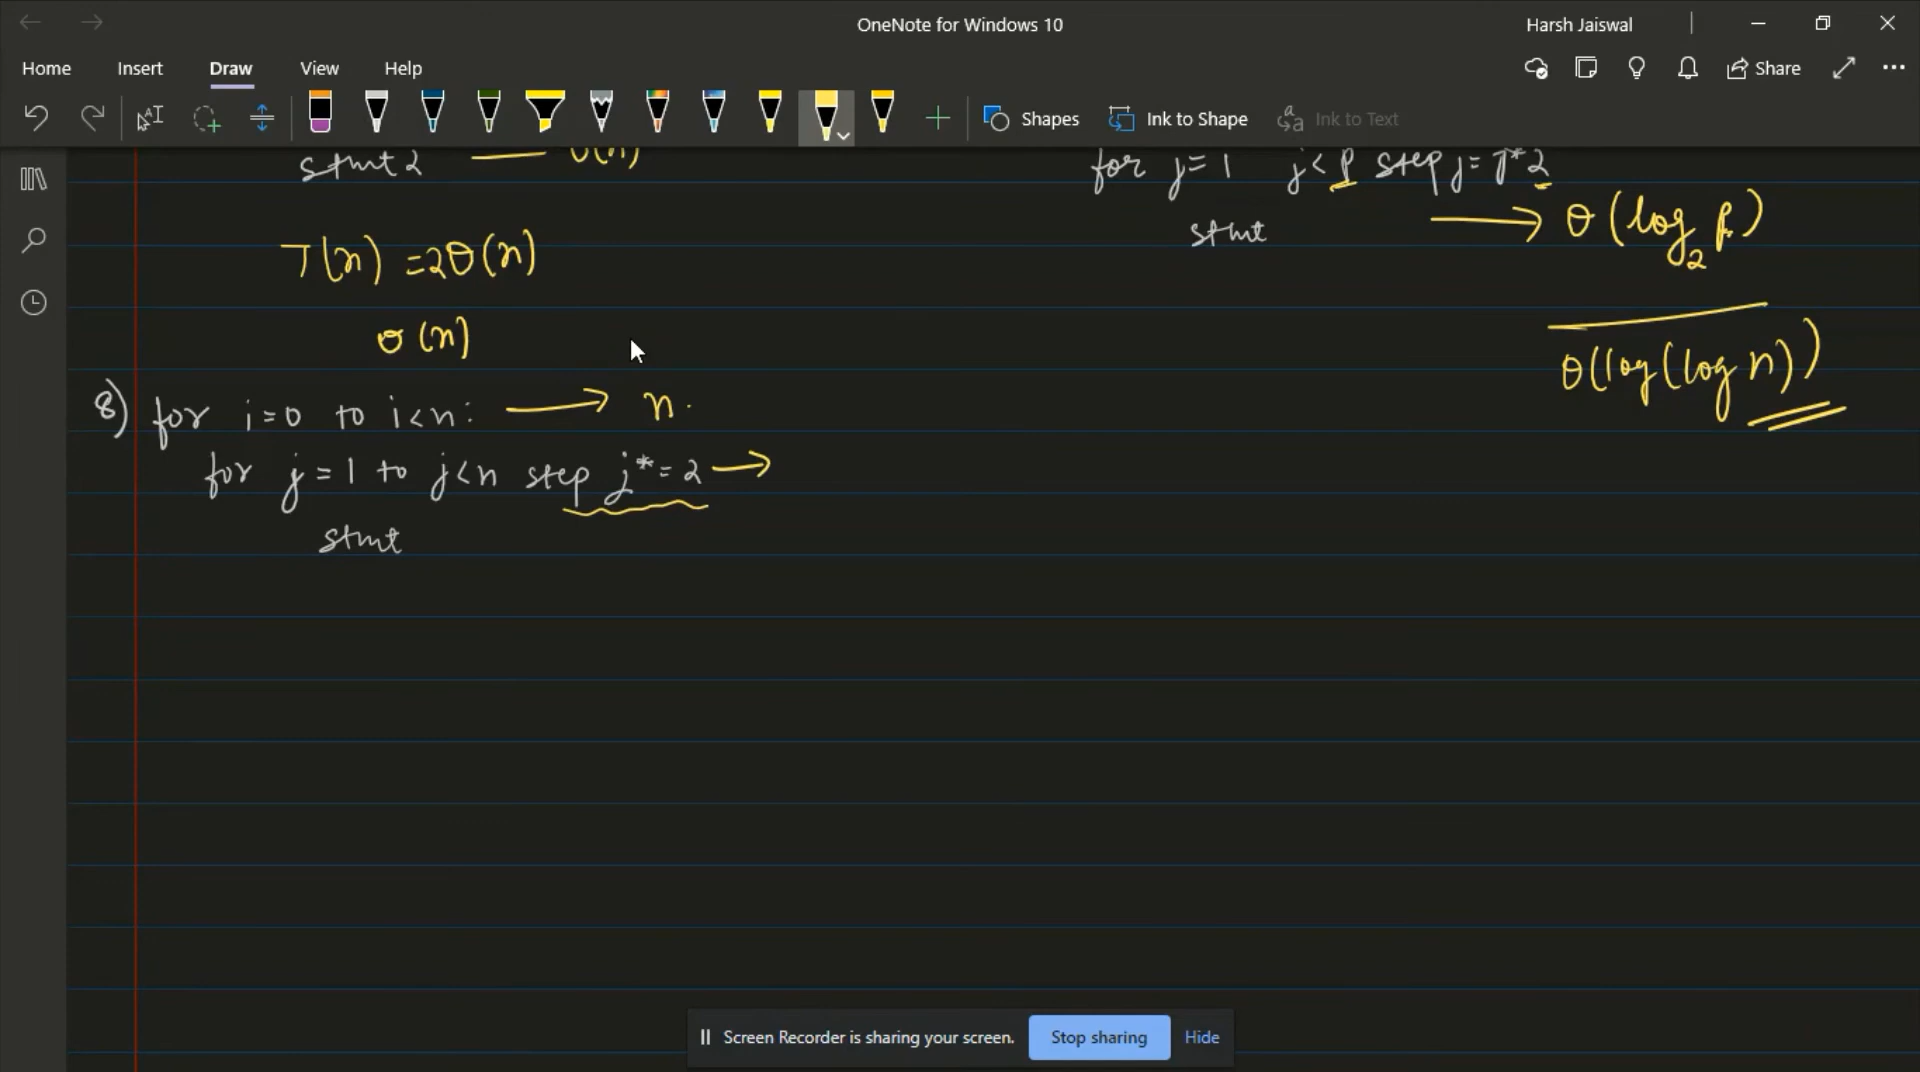 OneNote for Windows 10
Harsh Jaiswal
Home Insert Draw View Help
Share
Shapes Ink to Shape Ink to Text
stmt 2 — θ(n)
T(n) = 2θ(n)
θ(n)
8) for i=0 to i<n: → n.
for j=1 to j<n step j*=2 →
stmt
for j=1 j<p step j=j*2
stmt → θ(log₂ p)
θ(log(log n))
Screen Recorder is sharing your screen. Stop sharing Hide